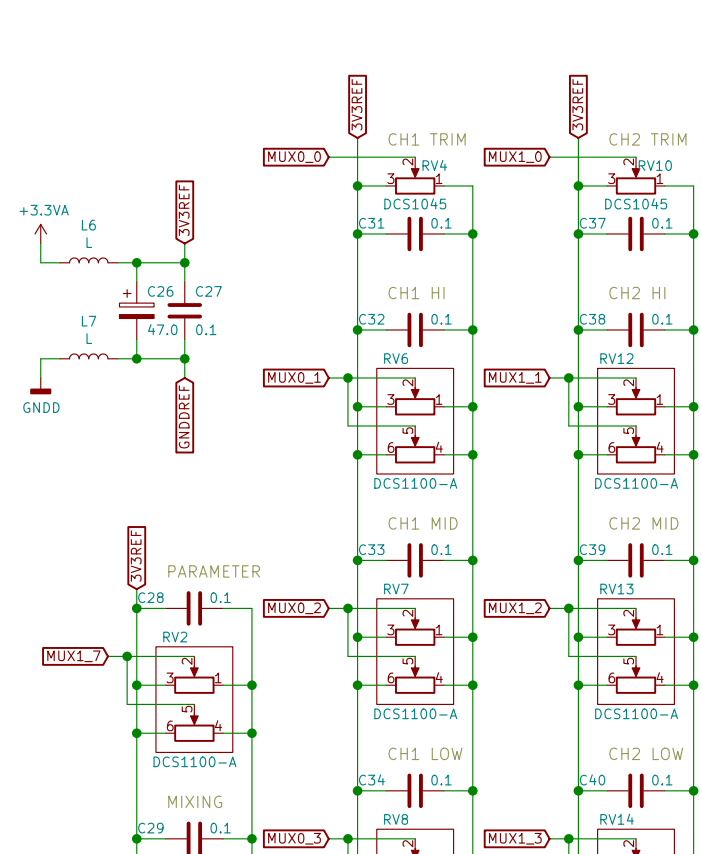 3V3REF
3V3REF
CH1 TRIM
CH2 TRIM
MUX0_0
2
RV4
3
1
DCS1045
MUX1_0
2
RV10
3
1
DCS1045
C31
0.1
C37
0.1
+3.3VA
L6
L
3V3REF
+
C26
47.0
C27
0.1
L7
L
GNDD
GNDDREF
CH1 HI
C32
0.1
CH2 HI
C38
0.1
RV6
MUX0_1
2
3
1
5
6
4
DCS1100-A
RV12
MUX1_1
2
3
1
5
6
4
DCS1100-A
CH1 MID
C33
0.1
CH2 MID
C39
0.1
3V3REF
PARAMETER
C28
0.1
RV2
MUX1_7
2
3
1
5
6
4
DCS1100-A
RV7
MUX0_2
2
3
1
5
6
4
DCS1100-A
RV13
MUX1_2
2
3
1
5
6
4
DCS1100-A
CH1 LOW
C34
0.1
CH2 LOW
C40
0.1
MIXING
C29
0.1
RV8
MUX0_3
2
RV14
MUX1_3
2